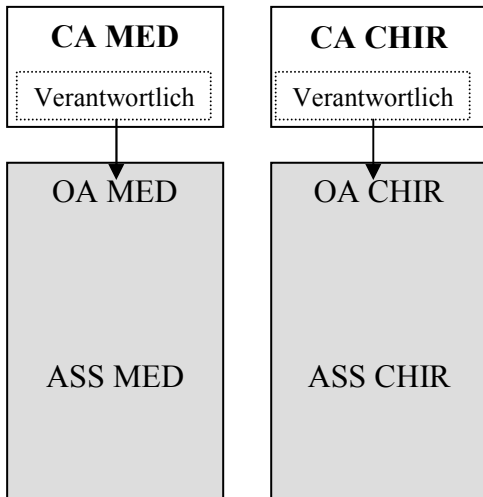 CA MED
Verantwortlich
OA MED
ASS MED
CA CHIR
Verantwortlich
OA CHIR
ASS CHIR